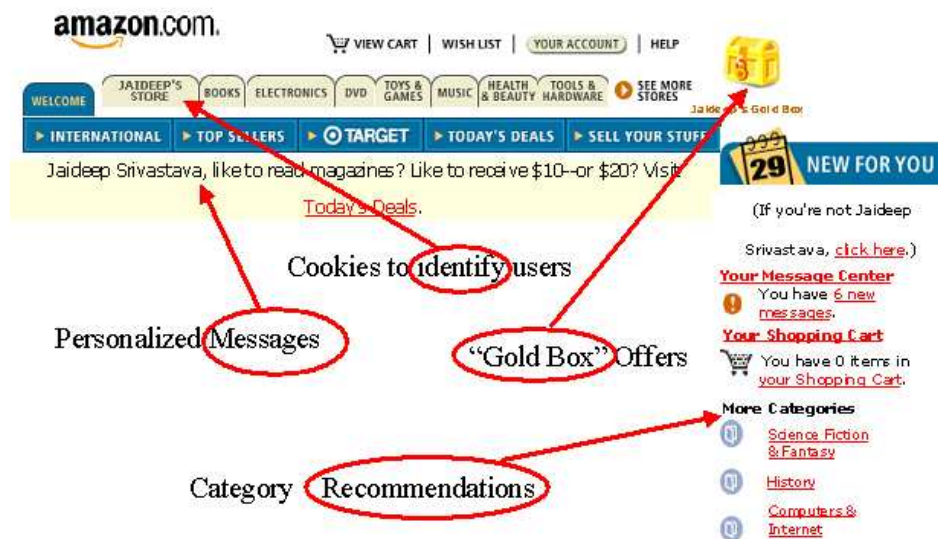 amazon.com.
VIEW CART | WISH LIST | YOUR ACCOUNT | HELP
WELCOME
JAIDEEP'S
STORE
BOOKS
ELECTRONICS
DVD
TOYS &
GAMES
MUSIC
HEALTH
& BEAUTY
TOOLS &
HARDWARE
SEE MORE
STORES
Jaideep's Gold Box
INTERNATIONAL
TOP SELLERS
TARGET
TODAY'S DEALS
SELL YOUR STUFF
29
NEW FOR YOU
Jaideep Srivastava, like to read magazines? Like to receive $10--or $20? Visit
Today's Deals.
(If you're not Jaideep
Srivastava, click here.)
Your Message Center
You have 6 new
messages.
Your Shopping Cart
You have 0 items in
your Shopping Cart.
More Categories
Science Fiction
& Fantasy
History
Computers &
Internet
Cookies to identify users
Personalized Messages
“Gold Box” Offers
Category Recommendations